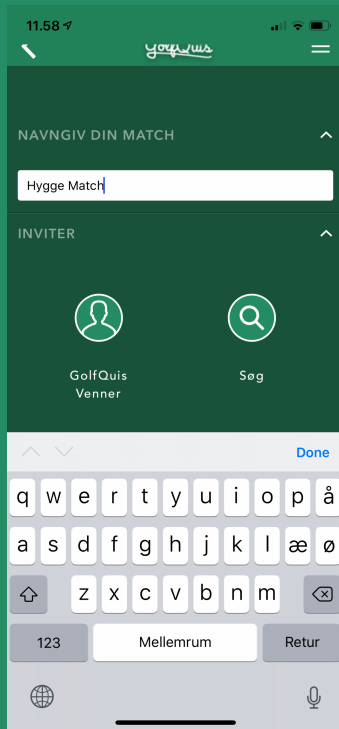 11.58
GolfQuis
NAVNGIV DIN MATCH
Hygge Match
INVITER
GolfQuis
Venner
Søg
Done
q w e r t y u i o p å
a s d f g h j k l æ ø
z x c v b n m
123 Mellemrum Retur